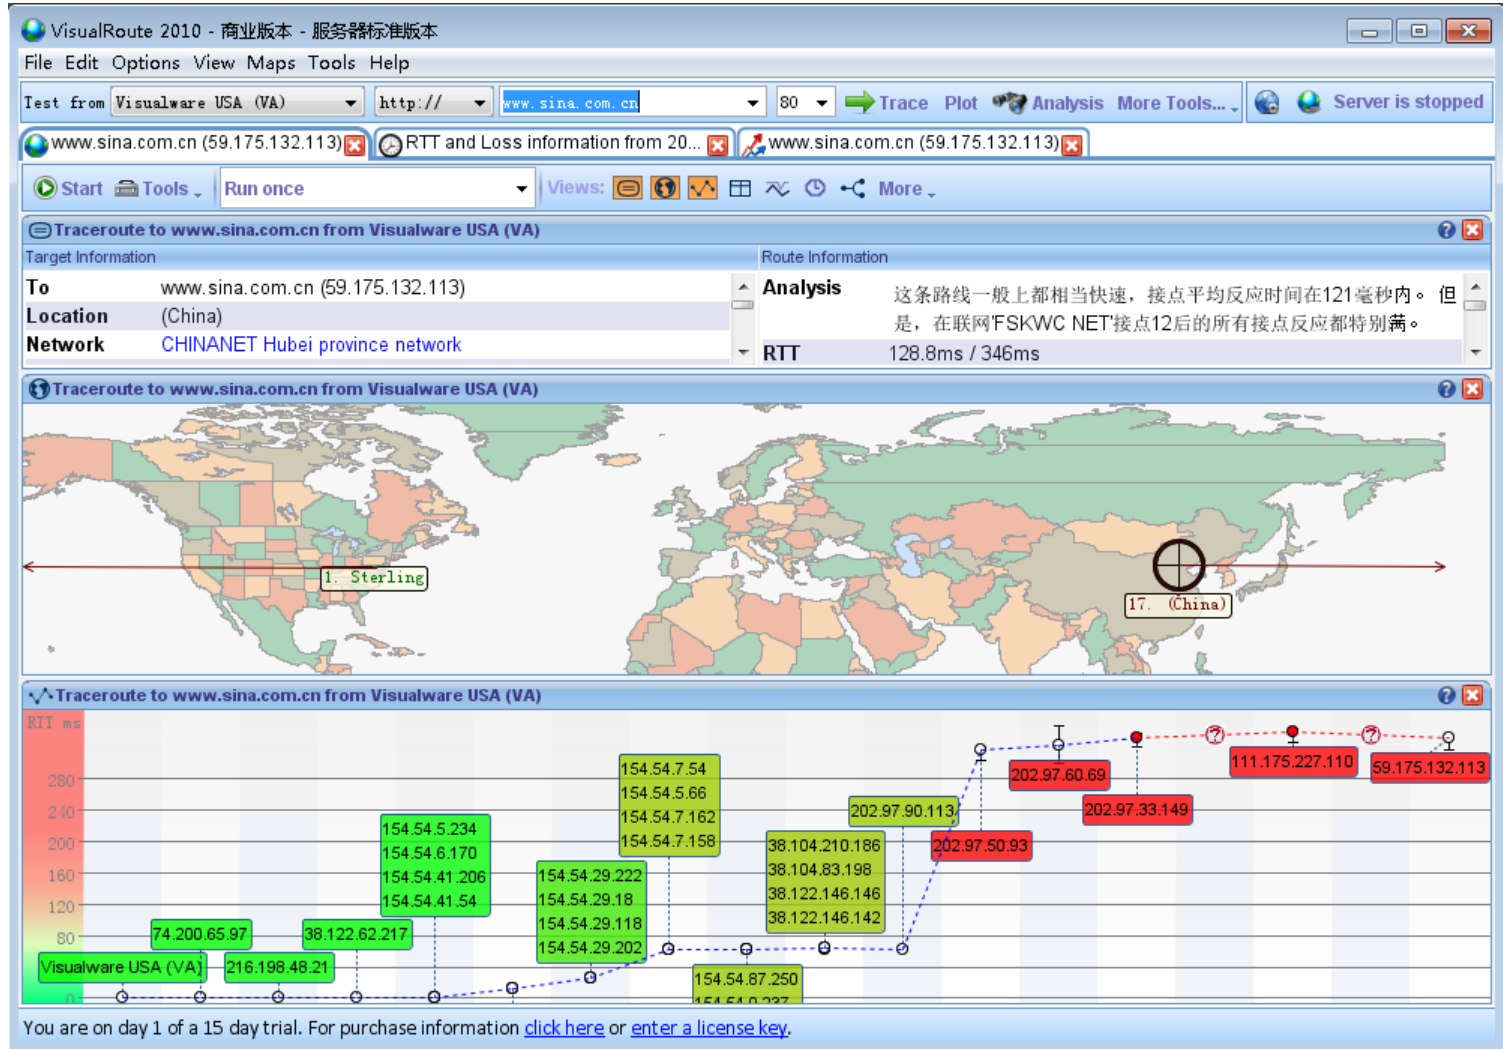 VisualRoute 2010 - 商业版本 - 服务器标准版本
File Edit Options View Maps Tools Help
Test from Visualware USA (VA) http:// www.sina.com.cn 80 Trace Plot Analysis More Tools... Server is stopped
www.sina.com.cn (59.175.132.113) RTT and Loss information from 20... www.sina.com.cn (59.175.132.113)
Start Tools Run once Views: More
Traceroute to www.sina.com.cn from Visualware USA (VA)
Target Information Route Information
To www.sina.com.cn (59.175.132.113)
Location (China)
Network CHINANET Hubei province network
Analysis 这条路线一般上都相当快速，接点平均反应时间在121毫秒内。 但
是，在联网'FSKWC NET'接点12后的所有接点反应都特别满。
RTT 128.8ms / 346ms
Traceroute to www.sina.com.cn from Visualware USA (VA)
1. Sterling
17. (China)
Traceroute to www.sina.com.cn from Visualware USA (VA)
RTT ms
280
240
200
160
120
80
0
Visualware USA (VA)
74.200.65.97
216.198.48.21
38.122.62.217
154.54.5.234
154.54.6.170
154.54.41.206
154.54.41.54
154.54.29.222
154.54.29.18
154.54.29.118
154.54.29.202
154.54.7.54
154.54.5.66
154.54.7.162
154.54.7.158
154.54.87.250
38.104.210.186
38.104.83.198
38.122.146.146
38.122.146.142
202.97.90.113
202.97.50.93
202.97.60.69
202.97.33.149
111.175.227.110
59.175.132.113
You are on day 1 of a 15 day trial. For purchase information click here or enter a license key.